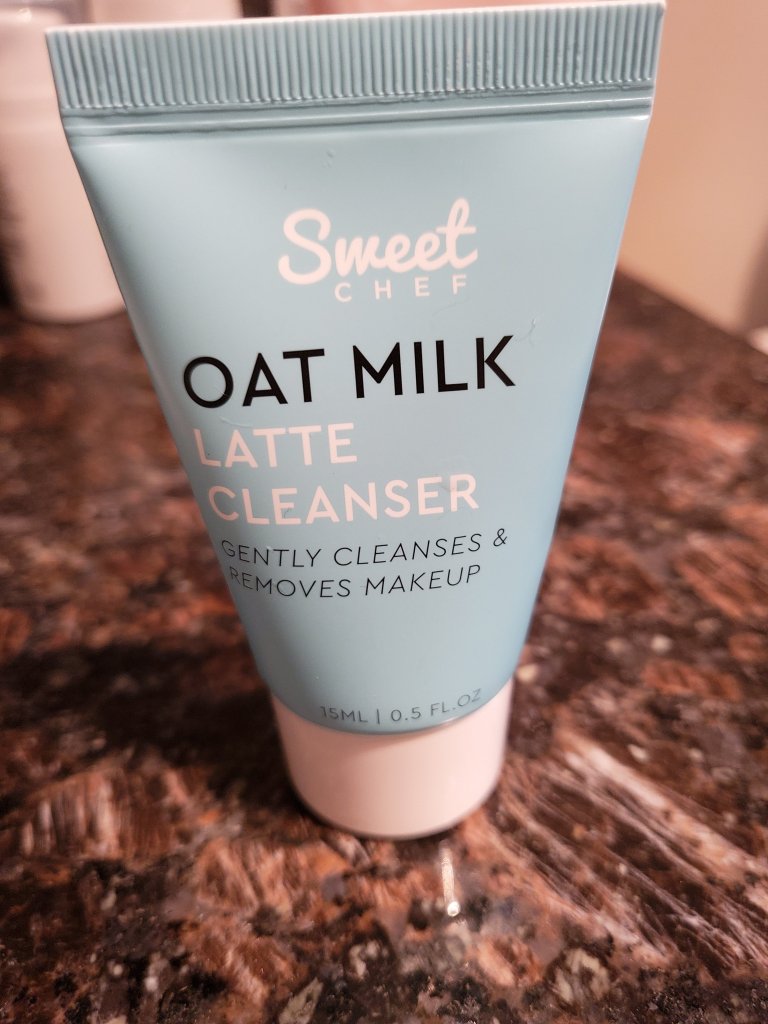 Sweet
CHEF
OAT MILK
LATTE
CLEANSER
GENTLY CLEANSES &
REMOVES MAKEUP
15ML | 0.5 FL.OZ